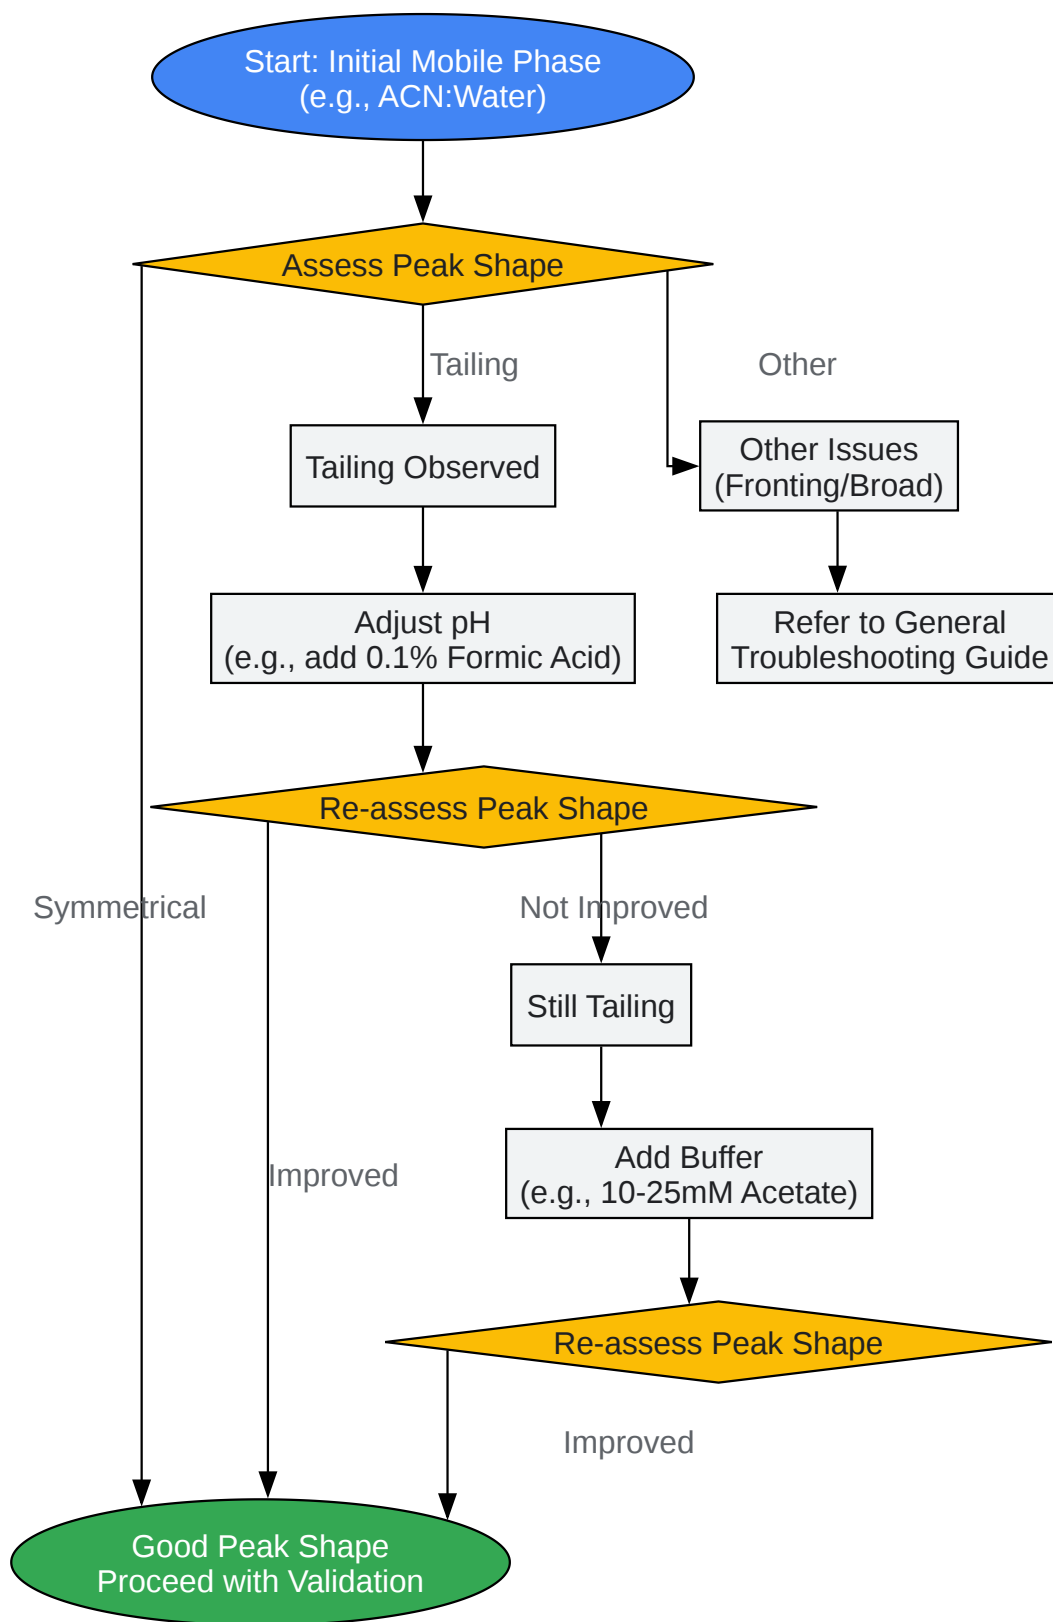 Start: Initial Mobile Phase
(e.g., ACN:Water)
Assess Peak Shape
Tailing
Other
Tailing Observed
Other Issues
(Fronting/Broad)
Adjust pH
(e.g., add 0.1% Formic Acid)
Refer to General
Troubleshooting Guide
Re-assess Peak Shape
Symmetrical
Not Improved
Still Tailing
Add Buffer
(e.g., 10-25mM Acetate)
Improved
Re-assess Peak Shape
Improved
Good Peak Shape
Proceed with Validation